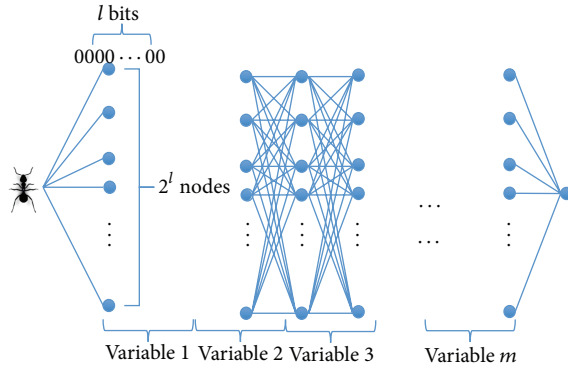 l bits
0000 ⋯ 00
2^l nodes
⋮ ⋮ ⋮ ⋮ … ⋮
…
Variable 1 Variable 2 Variable 3 Variable m